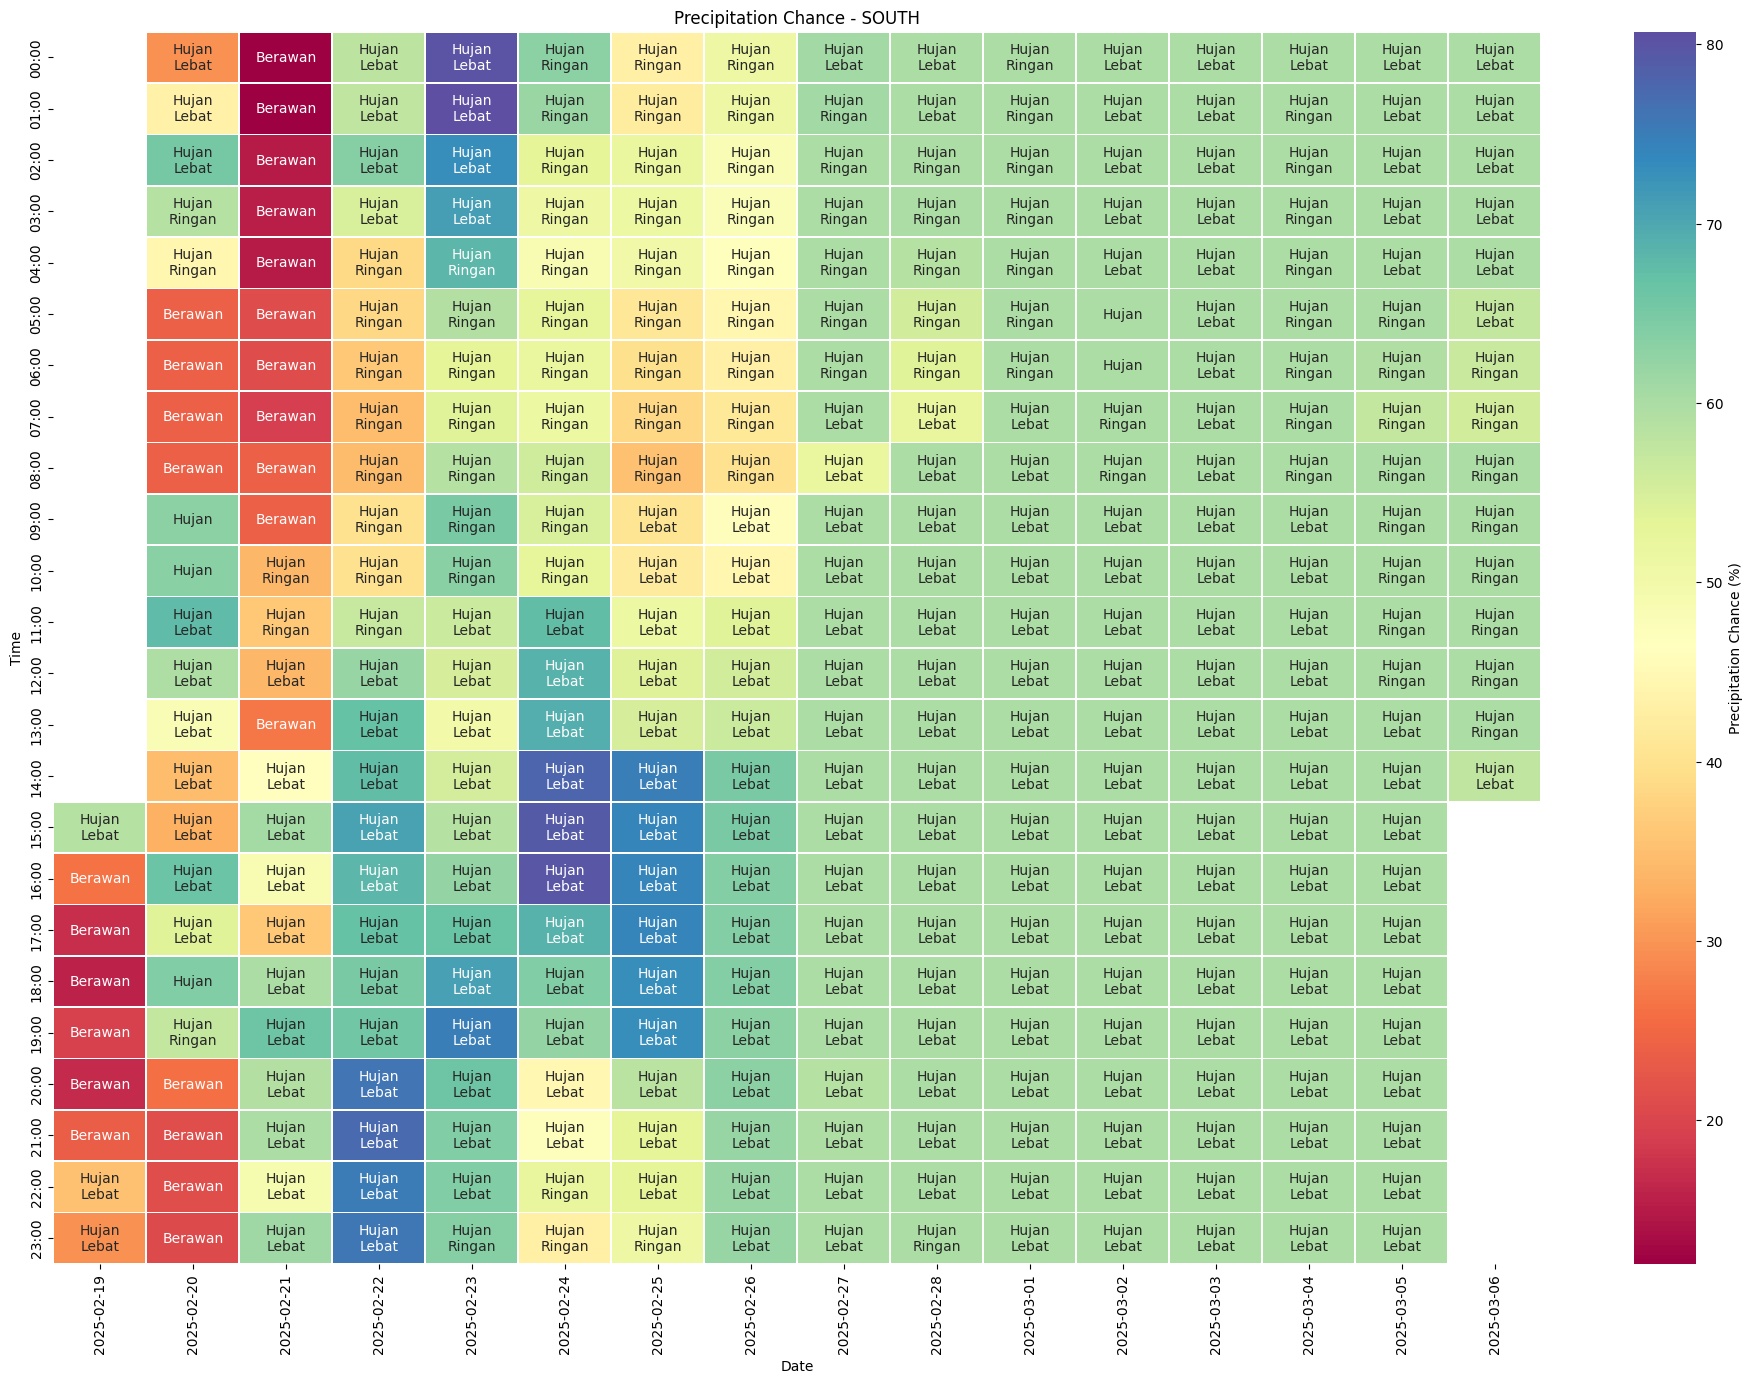 Precipitation Chance - SOUTH
00:00 Hujan Lebat Berawan Hujan Lebat Hujan Lebat Hujan Ringan Hujan Ringan Hujan Ringan Hujan Lebat Hujan Lebat Hujan Ringan Hujan Lebat Hujan Lebat Hujan Lebat Hujan Lebat Hujan Lebat
01:00 Hujan Lebat Berawan Hujan Lebat Hujan Lebat Hujan Ringan Hujan Ringan Hujan Ringan Hujan Ringan Hujan Lebat Hujan Ringan Hujan Lebat Hujan Lebat Hujan Ringan Hujan Lebat Hujan Lebat
02:00 Hujan Lebat Berawan Hujan Lebat Hujan Lebat Hujan Ringan Hujan Ringan Hujan Ringan Hujan Ringan Hujan Ringan Hujan Ringan Hujan Lebat Hujan Lebat Hujan Ringan Hujan Lebat Hujan Lebat
03:00 Hujan Ringan Berawan Hujan Lebat Hujan Lebat Hujan Ringan Hujan Ringan Hujan Ringan Hujan Ringan Hujan Ringan Hujan Ringan Hujan Lebat Hujan Lebat Hujan Ringan Hujan Lebat Hujan Lebat
04:00 Hujan Ringan Berawan Hujan Ringan Hujan Ringan Hujan Ringan Hujan Ringan Hujan Ringan Hujan Ringan Hujan Ringan Hujan Ringan Hujan Lebat Hujan Lebat Hujan Ringan Hujan Lebat Hujan Lebat
05:00 Berawan Berawan Hujan Ringan Hujan Ringan Hujan Ringan Hujan Ringan Hujan Ringan Hujan Ringan Hujan Ringan Hujan Ringan Hujan Hujan Lebat Hujan Ringan Hujan Ringan Hujan Lebat
06:00 Berawan Berawan Hujan Ringan Hujan Ringan Hujan Ringan Hujan Ringan Hujan Ringan Hujan Ringan Hujan Ringan Hujan Ringan Hujan Hujan Lebat Hujan Ringan Hujan Ringan Hujan Ringan
07:00 Berawan Berawan Hujan Ringan Hujan Ringan Hujan Ringan Hujan Ringan Hujan Ringan Hujan Lebat Hujan Lebat Hujan Lebat Hujan Ringan Hujan Lebat Hujan Ringan Hujan Ringan Hujan Ringan
08:00 Berawan Berawan Hujan Ringan Hujan Ringan Hujan Ringan Hujan Ringan Hujan Ringan Hujan Lebat Hujan Lebat Hujan Lebat Hujan Ringan Hujan Lebat Hujan Ringan Hujan Ringan Hujan Ringan
09:00 Hujan Berawan Hujan Ringan Hujan Ringan Hujan Ringan Hujan Lebat Hujan Lebat Hujan Lebat Hujan Lebat Hujan Lebat Hujan Lebat Hujan Lebat Hujan Lebat Hujan Ringan Hujan Ringan
10:00 Hujan Hujan Ringan Hujan Ringan Hujan Ringan Hujan Ringan Hujan Lebat Hujan Lebat Hujan Lebat Hujan Lebat Hujan Lebat Hujan Lebat Hujan Lebat Hujan Lebat Hujan Ringan Hujan Ringan
11:00 Hujan Lebat Hujan Ringan Hujan Ringan Hujan Lebat Hujan Lebat Hujan Lebat Hujan Lebat Hujan Lebat Hujan Lebat Hujan Lebat Hujan Lebat Hujan Lebat Hujan Lebat Hujan Ringan Hujan Ringan
12:00 Hujan Lebat Hujan Lebat Hujan Lebat Hujan Lebat Hujan Lebat Hujan Lebat Hujan Lebat Hujan Lebat Hujan Lebat Hujan Lebat Hujan Lebat Hujan Lebat Hujan Lebat Hujan Ringan Hujan Ringan
13:00 Hujan Lebat Berawan Hujan Lebat Hujan Lebat Hujan Lebat Hujan Lebat Hujan Lebat Hujan Lebat Hujan Lebat Hujan Lebat Hujan Lebat Hujan Lebat Hujan Lebat Hujan Lebat Hujan Ringan
14:00 Hujan Lebat Hujan Lebat Hujan Lebat Hujan Lebat Hujan Lebat Hujan Lebat Hujan Lebat Hujan Lebat Hujan Lebat Hujan Lebat Hujan Lebat Hujan Lebat Hujan Lebat Hujan Lebat Hujan Lebat
15:00 Hujan Lebat Hujan Lebat Hujan Lebat Hujan Lebat Hujan Lebat Hujan Lebat Hujan Lebat Hujan Lebat Hujan Lebat Hujan Lebat Hujan Lebat Hujan Lebat Hujan Lebat Hujan Lebat Hujan Lebat
16:00 Berawan Hujan Lebat Hujan Lebat Hujan Lebat Hujan Lebat Hujan Lebat Hujan Lebat Hujan Lebat Hujan Lebat Hujan Lebat Hujan Lebat Hujan Lebat Hujan Lebat Hujan Lebat Hujan Lebat
17:00 Berawan Hujan Lebat Hujan Lebat Hujan Lebat Hujan Lebat Hujan Lebat Hujan Lebat Hujan Lebat Hujan Lebat Hujan Lebat Hujan Lebat Hujan Lebat Hujan Lebat Hujan Lebat Hujan Lebat
18:00 Berawan Hujan Hujan Lebat Hujan Lebat Hujan Lebat Hujan Lebat Hujan Lebat Hujan Lebat Hujan Lebat Hujan Lebat Hujan Lebat Hujan Lebat Hujan Lebat Hujan Lebat Hujan Lebat
19:00 Berawan Hujan Ringan Hujan Lebat Hujan Lebat Hujan Lebat Hujan Lebat Hujan Lebat Hujan Lebat Hujan Lebat Hujan Lebat Hujan Lebat Hujan Lebat Hujan Lebat Hujan Lebat Hujan Lebat
20:00 Berawan Berawan Hujan Lebat Hujan Lebat Hujan Lebat Hujan Lebat Hujan Lebat Hujan Lebat Hujan Lebat Hujan Lebat Hujan Lebat Hujan Lebat Hujan Lebat Hujan Lebat Hujan Lebat
21:00 Berawan Berawan Hujan Lebat Hujan Lebat Hujan Lebat Hujan Lebat Hujan Lebat Hujan Lebat Hujan Lebat Hujan Lebat Hujan Lebat Hujan Lebat Hujan Lebat Hujan Lebat Hujan Lebat
22:00 Hujan Lebat Berawan Hujan Lebat Hujan Lebat Hujan Lebat Hujan Ringan Hujan Lebat Hujan Lebat Hujan Lebat Hujan Lebat Hujan Lebat Hujan Lebat Hujan Lebat Hujan Lebat Hujan Lebat
23:00 Hujan Lebat Berawan Hujan Lebat Hujan Lebat Hujan Ringan Hujan Ringan Hujan Ringan Hujan Lebat Hujan Lebat Hujan Ringan Hujan Lebat Hujan Lebat Hujan Lebat Hujan Lebat Hujan Lebat
2025-02-19 2025-02-20 2025-02-21 2025-02-22 2025-02-23 2025-02-24 2025-02-25 2025-02-26 2025-02-27 2025-02-28 2025-03-01 2025-03-02 2025-03-03 2025-03-04 2025-03-05 2025-03-06
Date
Time
80
70
60
50
40
30
20
Precipitation Chance (%)